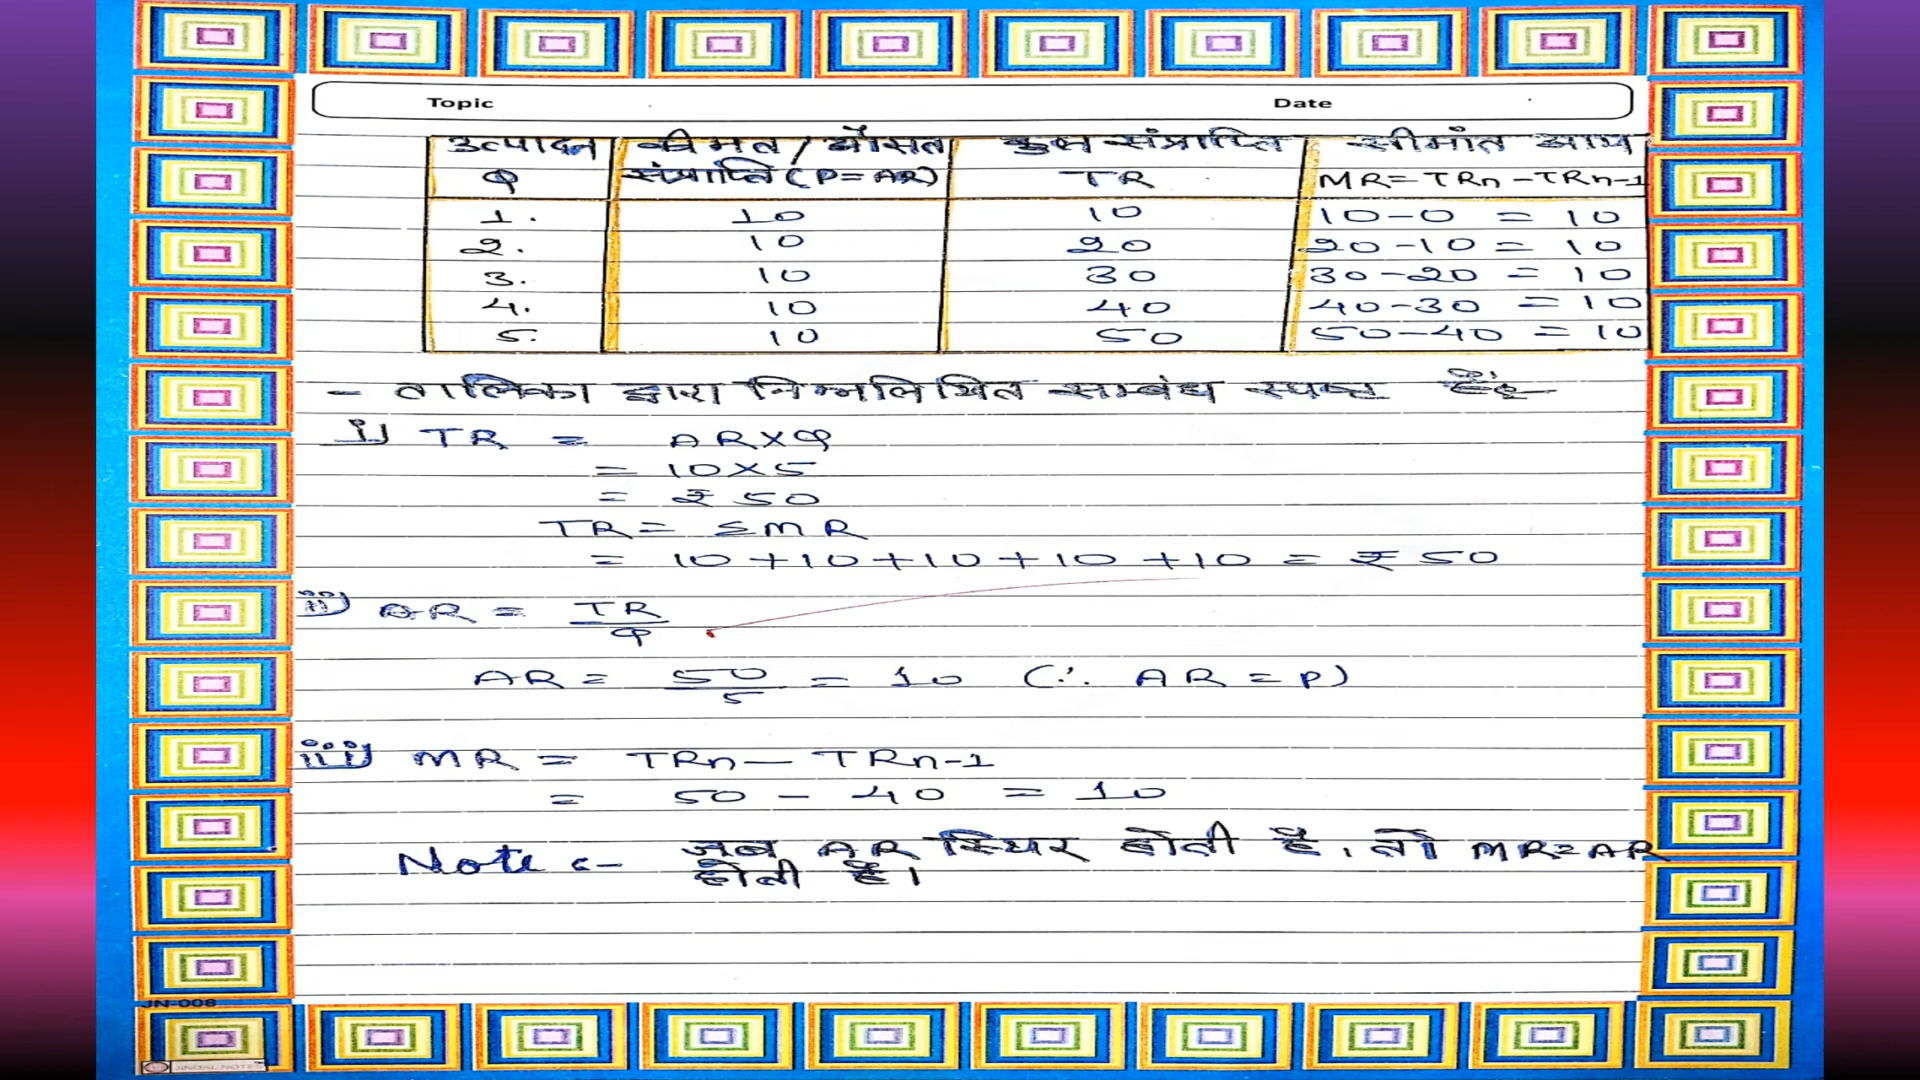 Topic Date
उत्पादन कीमत / औसत कुल संप्राप्ति सीमांत आय
Q संप्राप्ति (P=AR) TR MR=TRn-TRn-1
1. 10 10 10-0 = 10
2. 10 20 20-10 = 10
3. 10 30 30-20 = 10
4. 10 40 40-30 = 10
5. 10 50 50-40 = 10
- तालिका द्वारा निम्नलिखित सम्बंध स्पष्ट हैं:-
i) TR = AR×Q
= 10×5
= ₹ 50
TR = ΣMR
= 10+10+10+10+10 = ₹ 50
ii) AR = TR
Q
AR = 50 = 10 (∵ AR = P)
5
iii) MR = TRn - TRn-1
= 50 - 40 = 10
Note :- जब AR स्थिर होती है, तो MR=AR
होती है।
JN-008
JINDAL NOTE